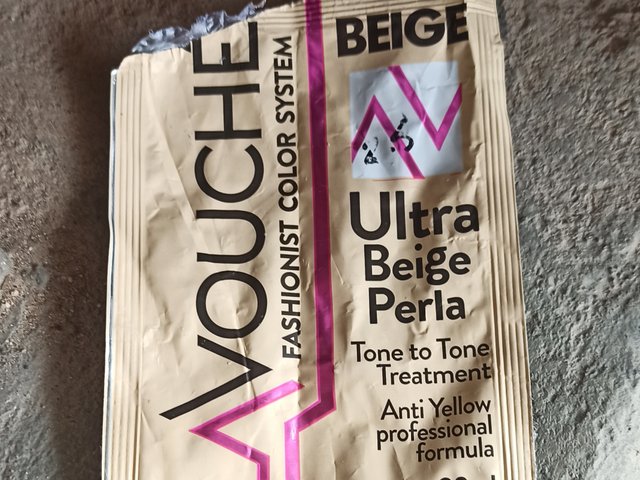 VOUCHE
FASHIONIST COLOR SYSTEM
BEIGE
Ultra
Beige
Perla
Tone to Tone
Treatment
Anti Yellow
professional
formula